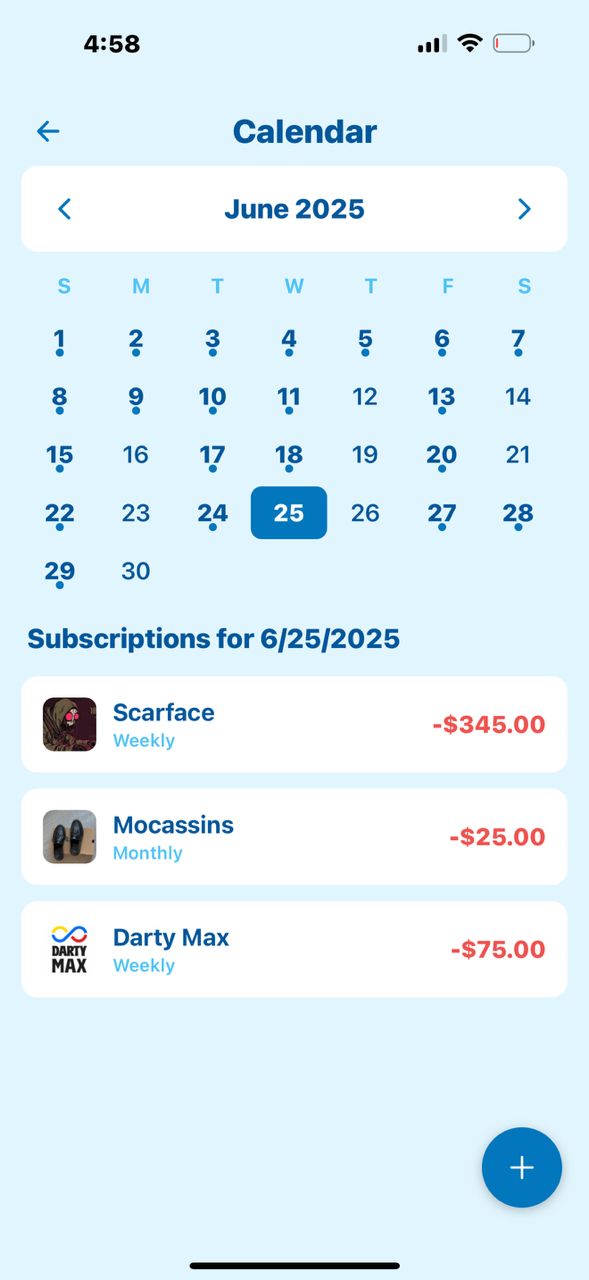 4:58
Calendar
June 2025
S M T W T F S
1 2 3 4 5 6 7
8 9 10 11 12 13 14
15 16 17 18 19 20 21
22 23 24 25 26 27 28
29 30
Subscriptions for 6/25/2025
Scarface
Weekly
-$345.00
Mocassins
Monthly
-$25.00
DARTY
MAX
Darty Max
Weekly
-$75.00